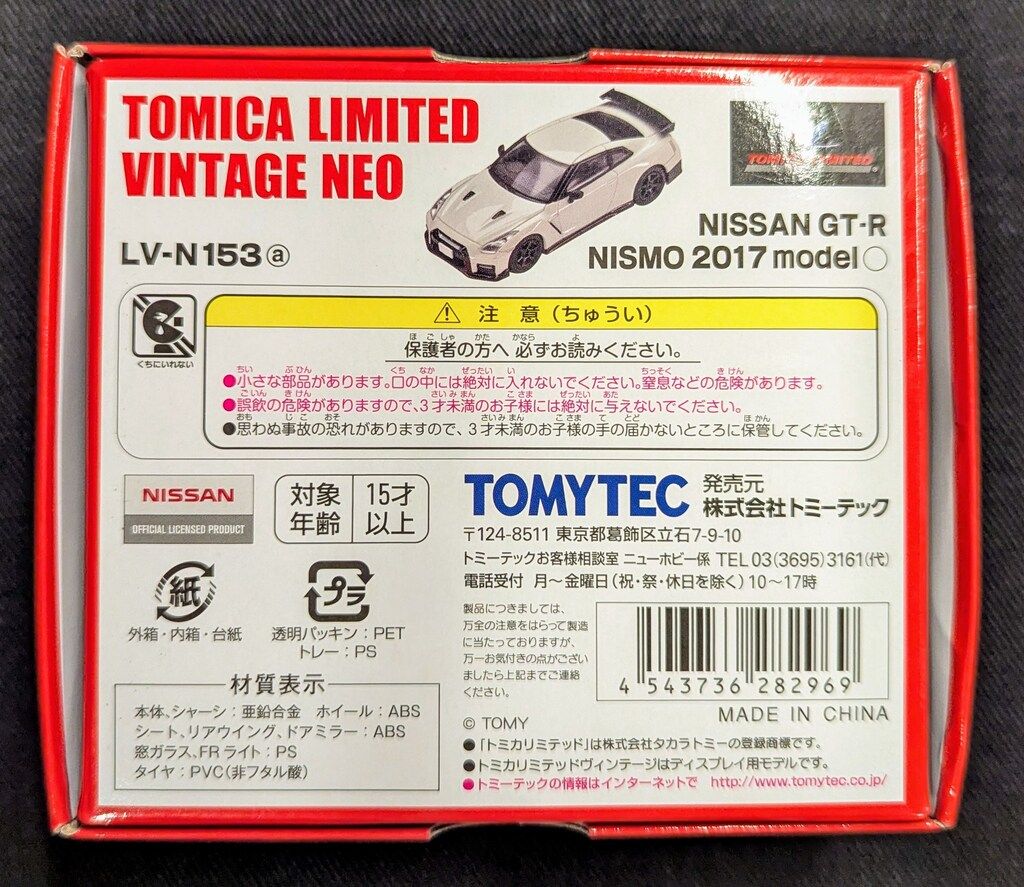 TOMICA LIMITED
VINTAGE NEO
LV-N153ⓐ
TOMICA LIMITED
NISSAN GT-R
NISMO 2017 model○
くちにいれない
⚠ 注 意(ちゅうい)
保護者の方へ 必ずお読みください。
●小さな部品があります。口の中には絶対に入れないでください。窒息などの危険があります。
●誤飲の危険がありますので、3才未満のお子様には絶対に与えないでください。
●思わぬ事故の恐れがありますので、3才未満のお子様の手の届かないところに保管してください。
NISSAN
OFFICIAL LICENSED PRODUCT
対象年齢 15才以上
紙
外箱・内箱・台紙
プラ
透明パッキン:PET
トレー:PS
材質表示
本体、シャーシ:亜鉛合金 ホイール:ABS
シート、リアウイング、ドアミラー:ABS
窓ガラス、FRライト:PS
タイヤ:PVC(非フタル酸)
TOMYTEC
発売元
株式会社トミーテック
〒124-8511 東京都葛飾区立石7-9-10
トミーテックお客様相談室 ニューホビー係 TEL 03(3695)3161(代)
電話受付 月〜金曜日(祝・祭・休日を除く)10〜17時
製品につきましては、
万全の注意をはらって製造
に当たっておりますが、
万一お気付きの点がござい
ましたら上記までご連絡
ください。
4 543736 282969
MADE IN CHINA
© TOMY
●「トミカリミテッド」は株式会社タカラトミーの登録商標です。
●トミカリミテッドヴィンテージはディスプレイ用モデルです。
●トミーテックの情報はインターネットで http://www.tomytec.co.jp/